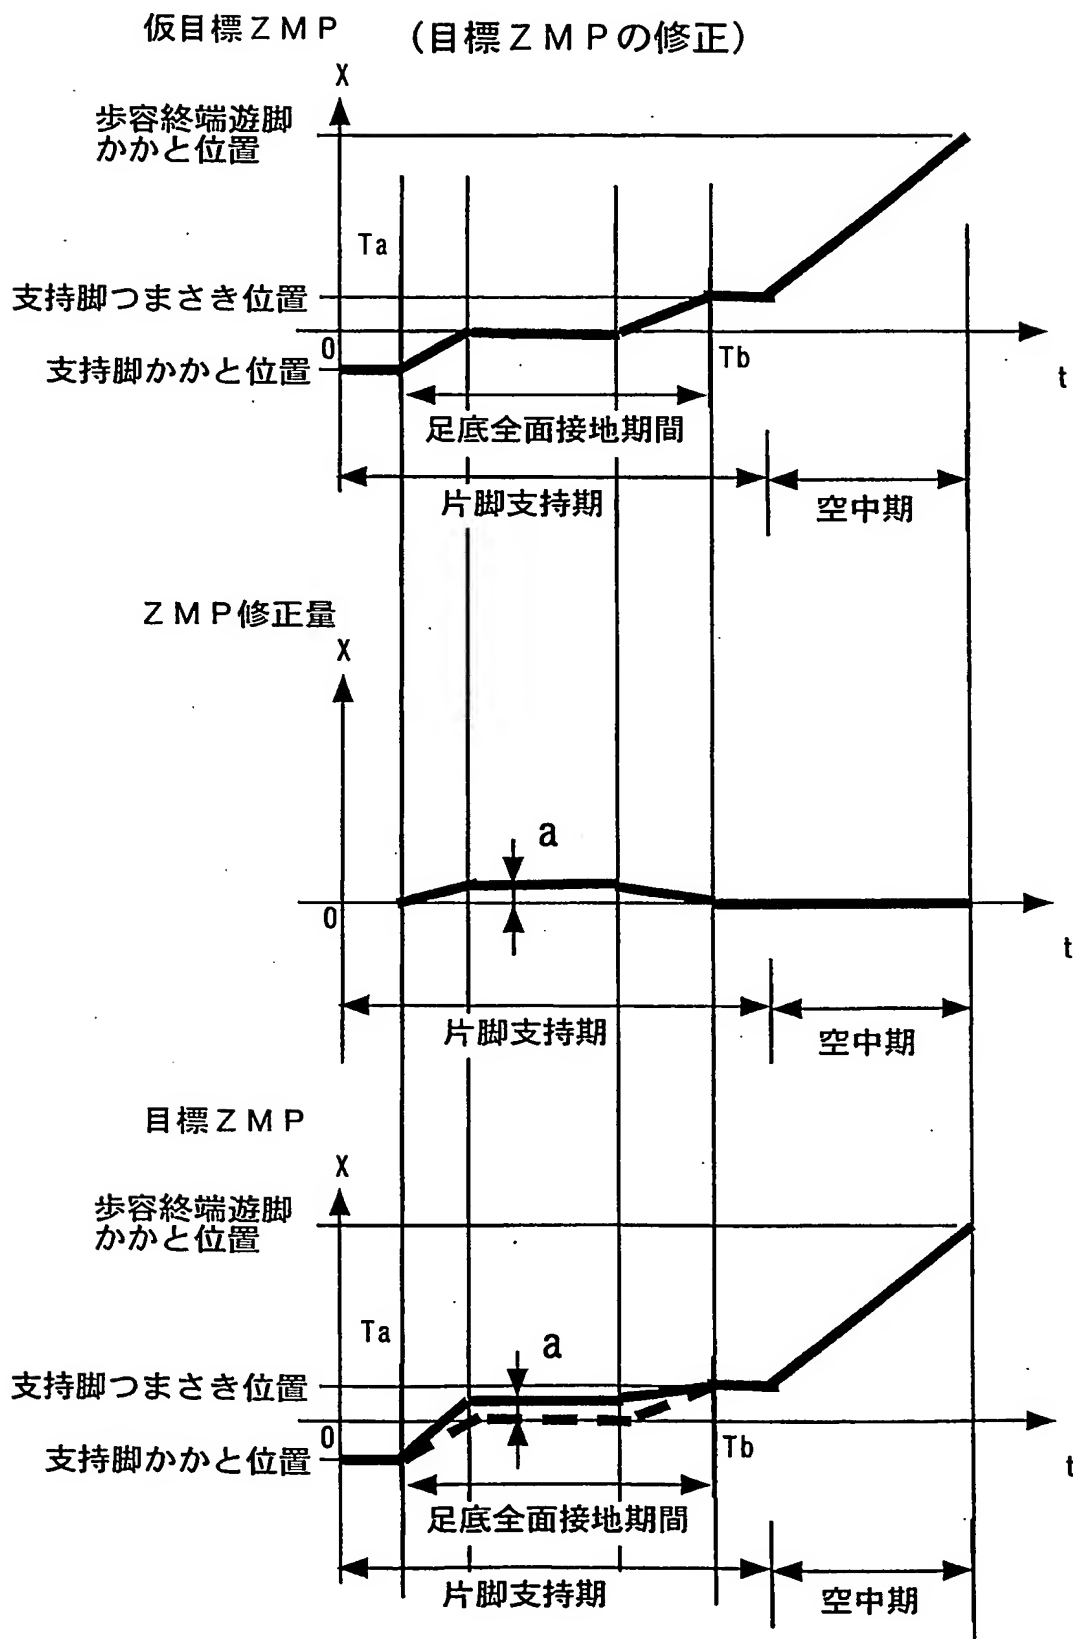 仮目標ＺＭＰ
（目標ＺＭＰの修正）
X
歩容終端遊脚
かかと位置
Ta
支持脚つまさき位置
0
支持脚かかと位置
Tb
t
足底全面接地期間
片脚支持期
空中期
ＺＭＰ修正量
X
a
0
t
片脚支持期
空中期
目標ＺＭＰ
X
歩容終端遊脚
かかと位置
Ta
a
支持脚つまさき位置
0
支持脚かかと位置
Tb
t
足底全面接地期間
片脚支持期
空中期